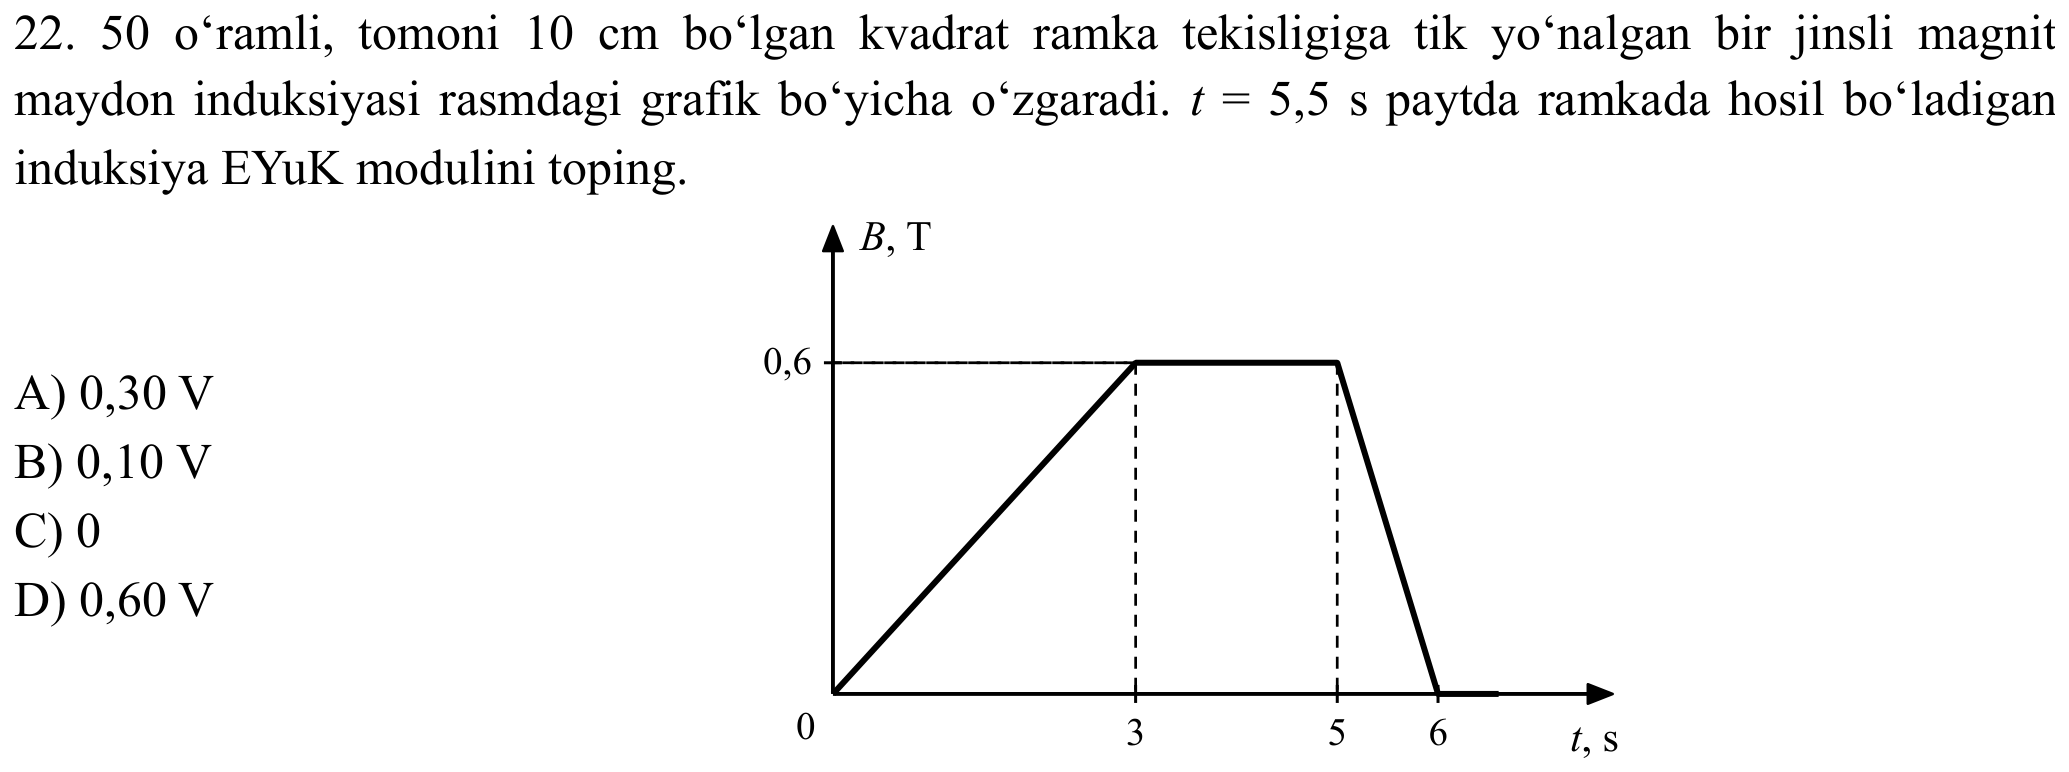 22. 50 o‘ramli, tomoni 10 cm bo‘lgan kvadrat ramka tekisligiga tik yo‘nalgan bir jinsli magnit
maydon induksiyasi rasmdagi grafik bo‘yicha o‘zgaradi. t = 5,5 s paytda ramkada hosil bo‘ladigan
induksiya EYuK modulini toping.
B, T
0,6
A) 0,30 V
B) 0,10 V
C) 0
D) 0,60 V
0 3 5 6 t, s